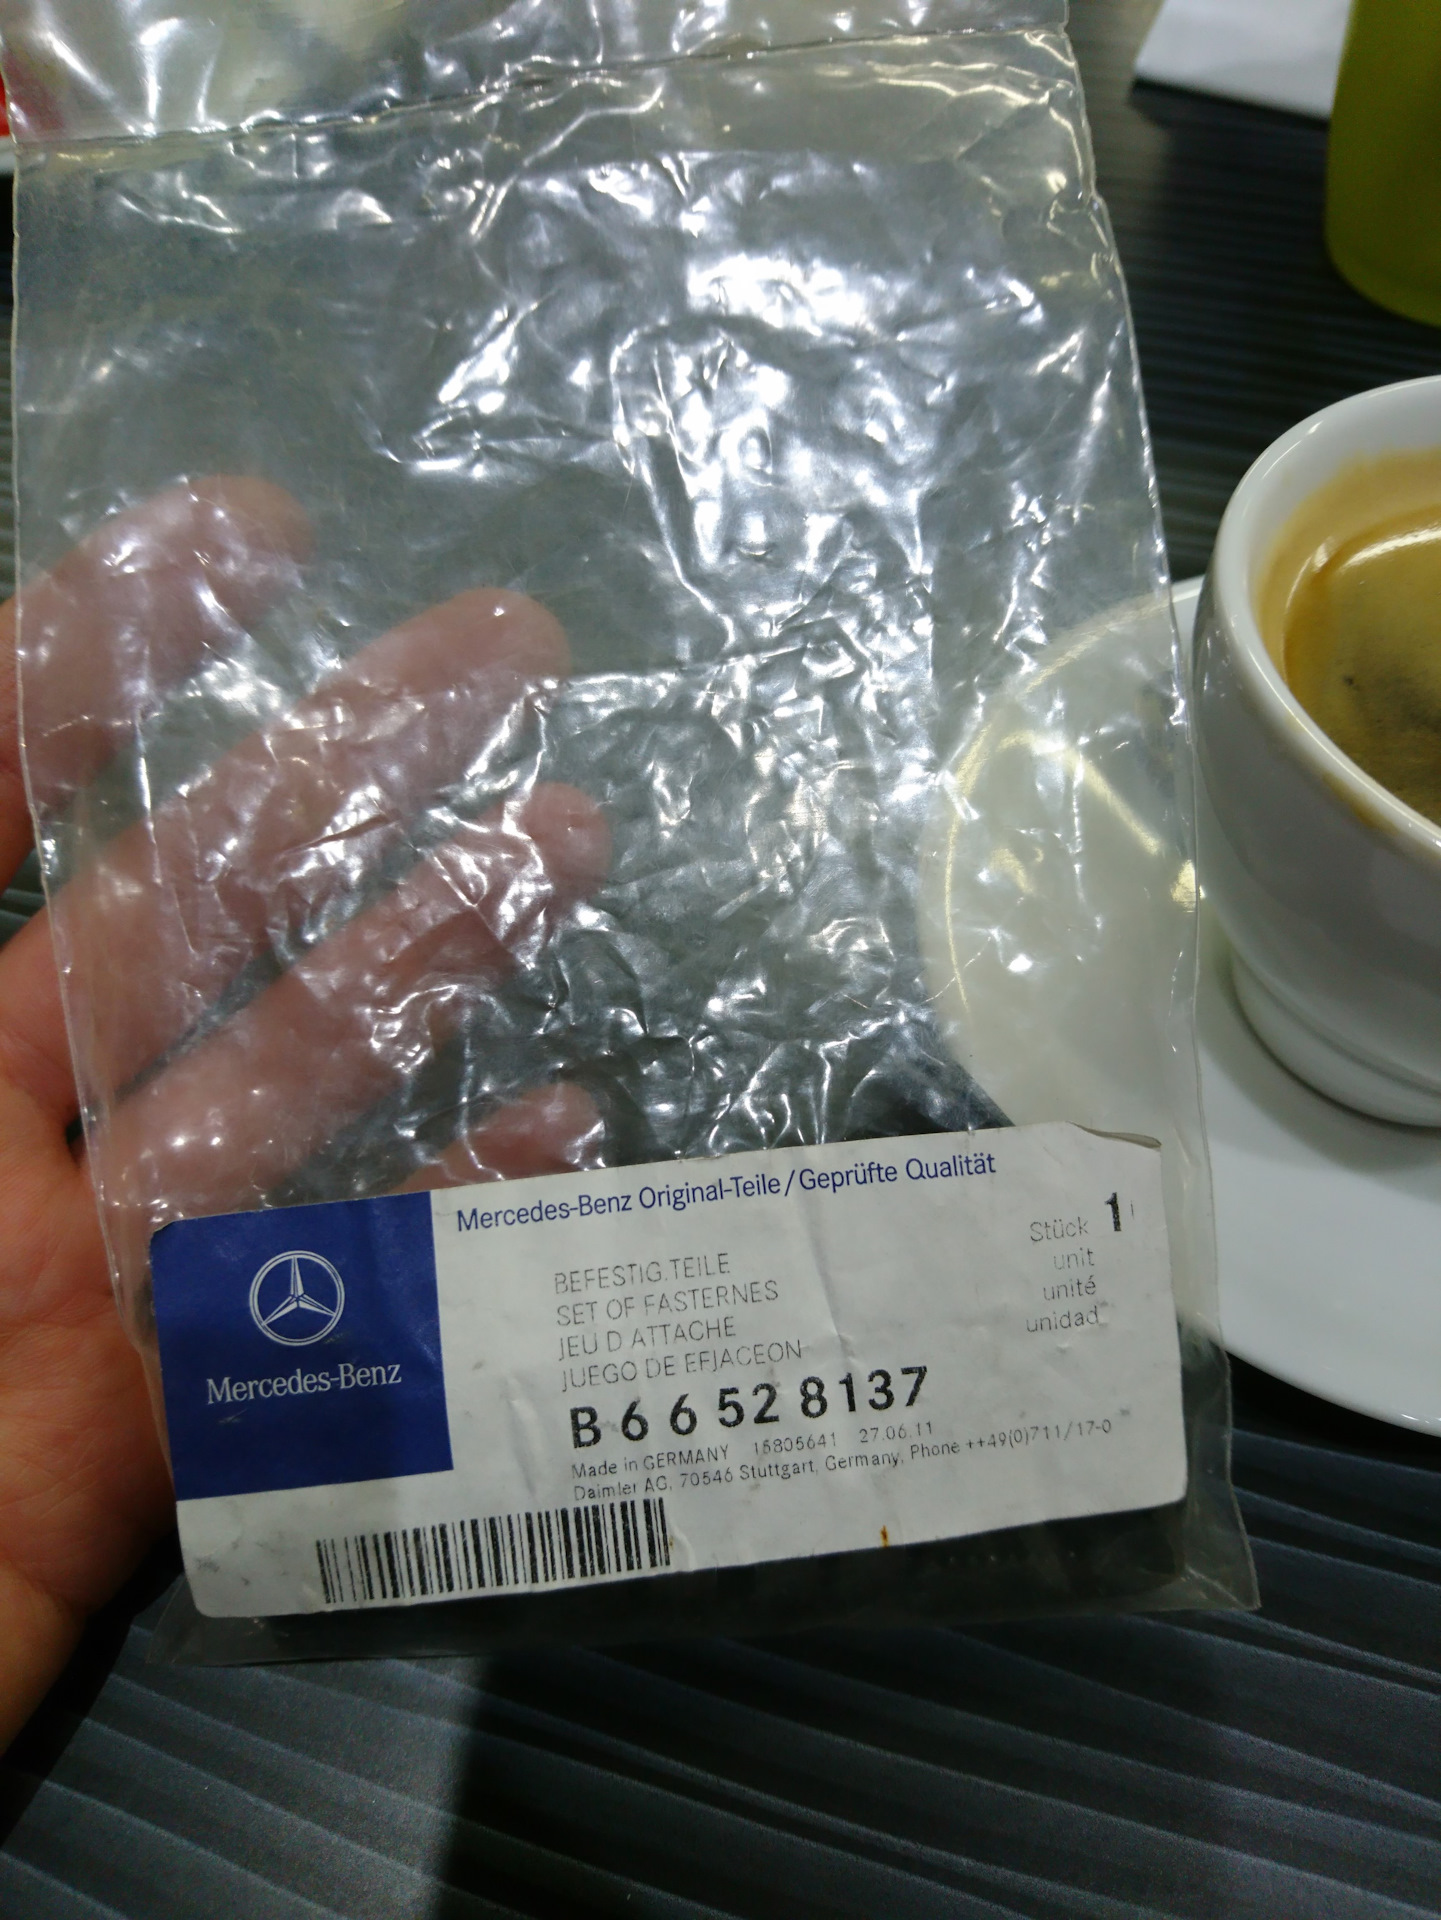 Mercedes-Benz Original-Teile/Geprüfte Qualität
Mercedes-Benz
BEFESTIG.TEILE
SET OF FASTERNES
JEU D ATTACHE
JUEGO DE EFJACEON
Stück 1
unit
unité
unidad
B 6 6 52 8137
Made in GERMANY 15805641 27.06.11
Daimler AG, 70546 Stuttgart, Germany, Phone ++49(0)711/17-0